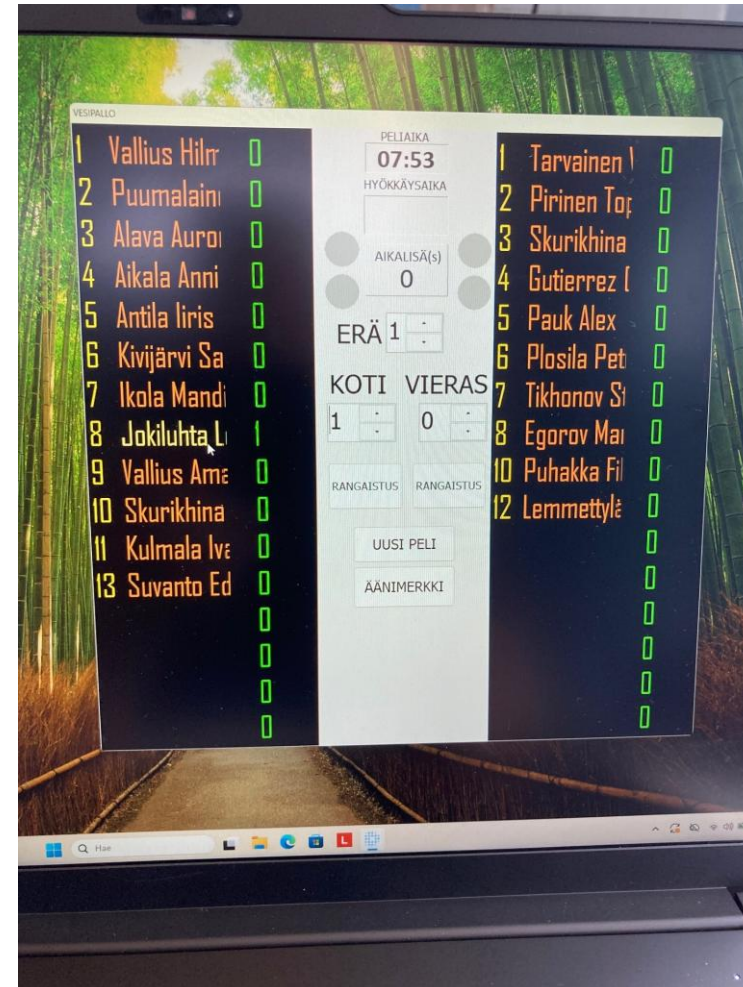 VESIPALLO
1 Vallius Hilm 0
2 Puumalain 0
3 Alava Auro 0
4 Aikala Anni 0
5 Antila Iiris 0
6 Kivijärvi Sa 0
7 Ikola Mandi 0
8 Jokiluhta L 1
9 Vallius Ama 0
10 Skurikhina 0
11 Kulmala Iva 0
13 Suvanto Ed 0
0
0
0
0
PELIAIKA
07:53
HYÖKKÄYSAIKA
AIKALISÄ(s)
0
ERÄ 1
KOTI VIERAS
1 0
RANGAISTUS RANGAISTUS
UUSI PELI
ÄÄNIMERKKI
1 Tarvainen 0
2 Pirinen Top 0
3 Skurikhina 0
4 Gutierrez 0
5 Pauk Alex 0
6 Plosila Pet 0
7 Tikhonov St 0
8 Egorov Mar 0
10 Puhakka Fil 0
12 Lemmettylä 0
0
0
0
0
0
0
Hae
L